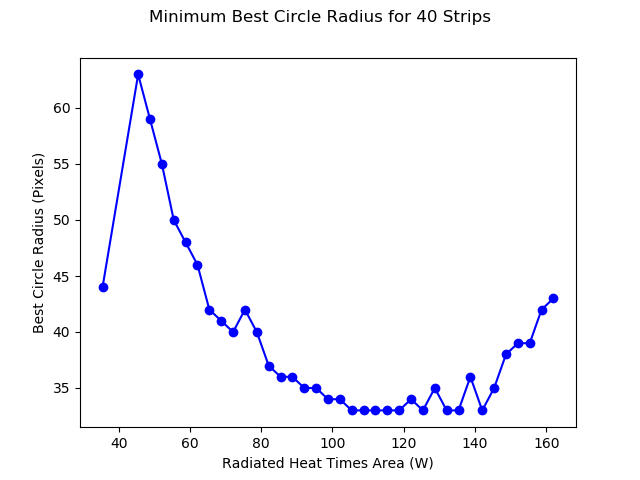 Minimum Best Circle Radius for 40 Strips
60
55
50
45
40
35
Best Circle Radius (Pixels)
40 60 80 100 120 140 160
Radiated Heat Times Area (W)